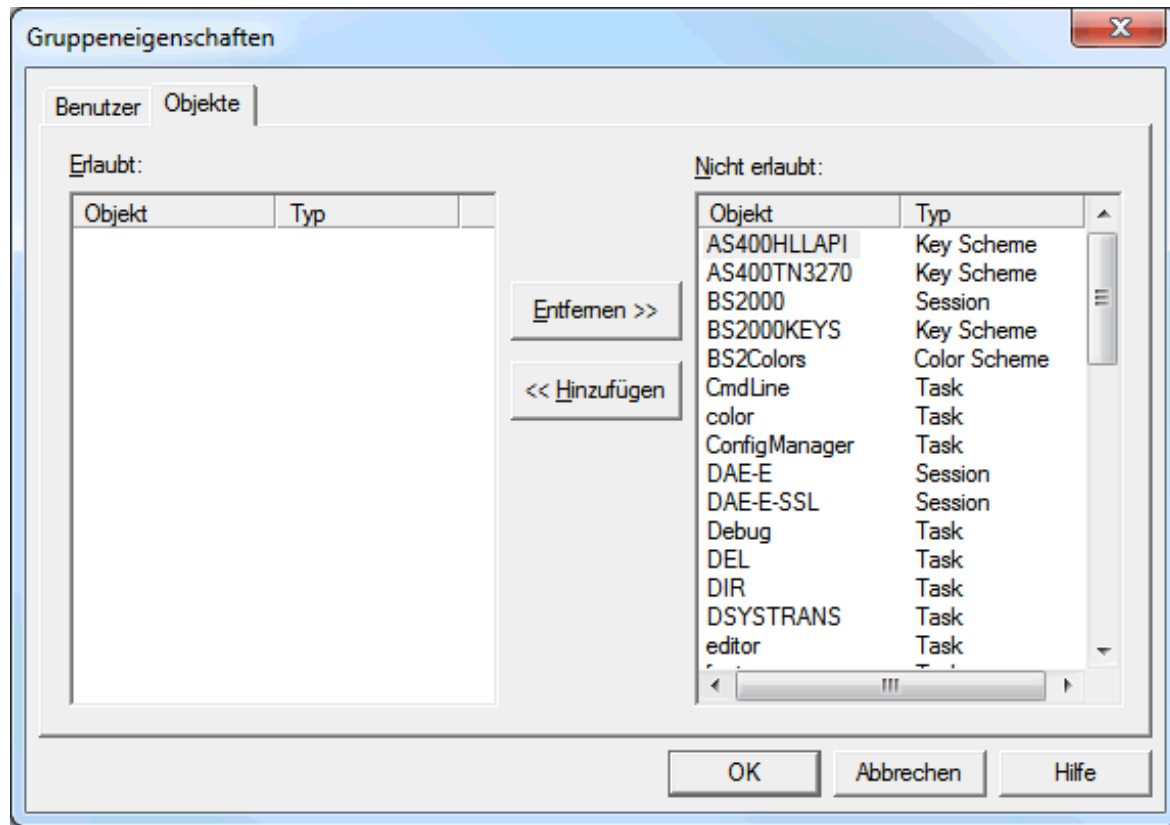 Gruppeneigenschaften
Benutzer Objekte
Erlaubt:
Objekt Typ
Entfernen >>
<< Hinzufügen
Nicht erlaubt:
Objekt Typ
AS400HLLAPI Key Scheme
AS400TN3270 Key Scheme
BS2000 Session
BS2000KEYS Key Scheme
BS2Colors Color Scheme
CmdLine Task
color Task
ConfigManager Task
DAE-E Session
DAE-E-SSL Session
Debug Task
DEL Task
DIR Task
DSYSTRANS Task
editor Task
OK Abbrechen Hilfe